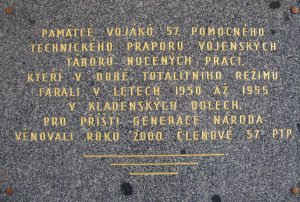 PAMÁTCE VOJÁKŮ 57. POMOCNÉHO
TECHNICKÉHO PRAPORU VOJENSKÝCH
TÁBORŮ NUCENÝCH PRACÍ,
KTEŘÍ V DOBĚ TOTALITNÍHO REŽIMU
FÁRALI V LETECH 1950 AŽ 1955
V KLADENSKÝCH DOLECH.
PRO PŘÍŠTÍ GENERACE NÁRODA
VĚNOVALI ROKU 2000 ČLENOVÉ 57. PTP.